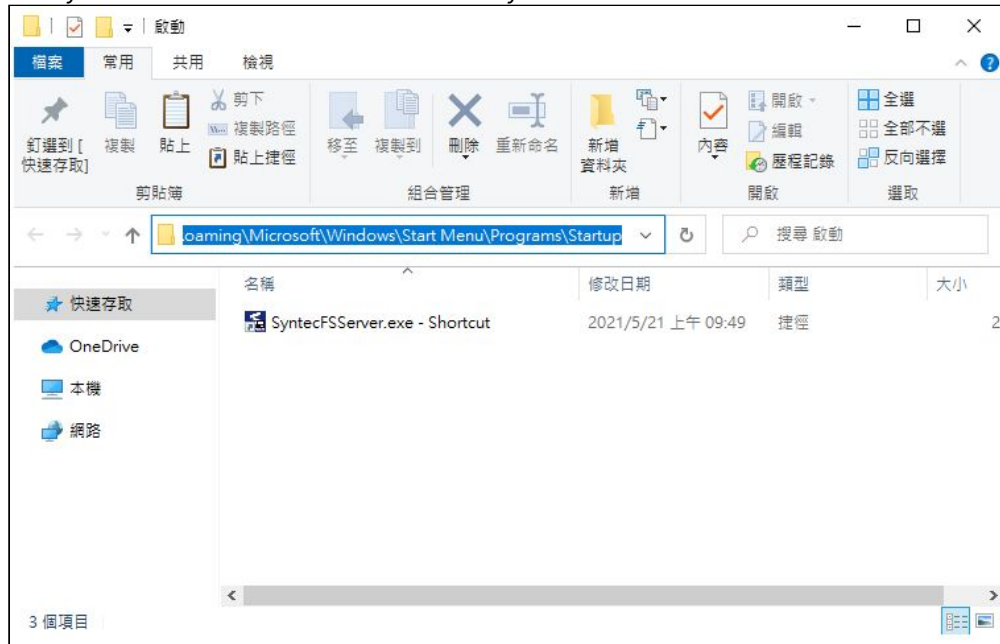 啟動
檔案 常用 共用 檢視
釘選到 [
快速存取]
複製
貼上
剪下
複製路徑
貼上捷徑
剪貼簿
移至
複製到
刪除
重新命名
組合管理
新增
資料夾
新增
內容
開啟
編輯
歷程記錄
開啟
全選
全部不選
反向選擇
選取
oaming\Microsoft\Windows\Start Menu\Programs\Startup
搜尋 啟動
名稱 修改日期 類型 大小
快速存取
OneDrive
本機
網路
SyntecFSServer.exe - Shortcut 2021/5/21 上午 09:49 捷徑 2
3 個項目